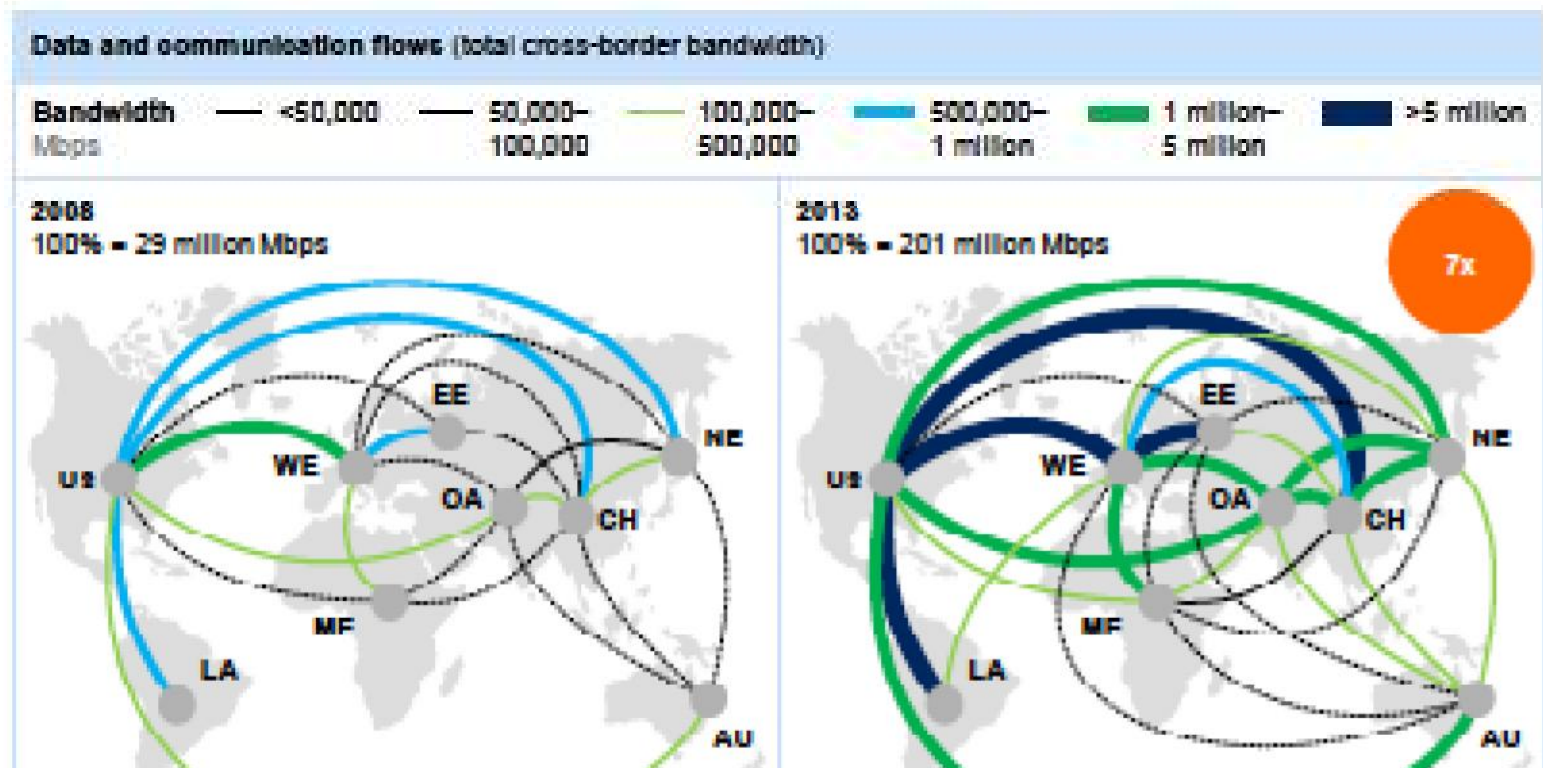 Data and communication flows (total cross-border bandwidth)
Bandwidth
Mbps
<50,000
50,000–
100,000
100,000–
500,000
500,000–
1 million
1 million–
5 million
>5 million
2008
100% = 29 million Mbps
EE
NE
WE
US
OA
CH
MF
LA
AU
2013
100% = 201 million Mbps
7x
EE
NE
WE
US
OA
CH
MF
LA
AU